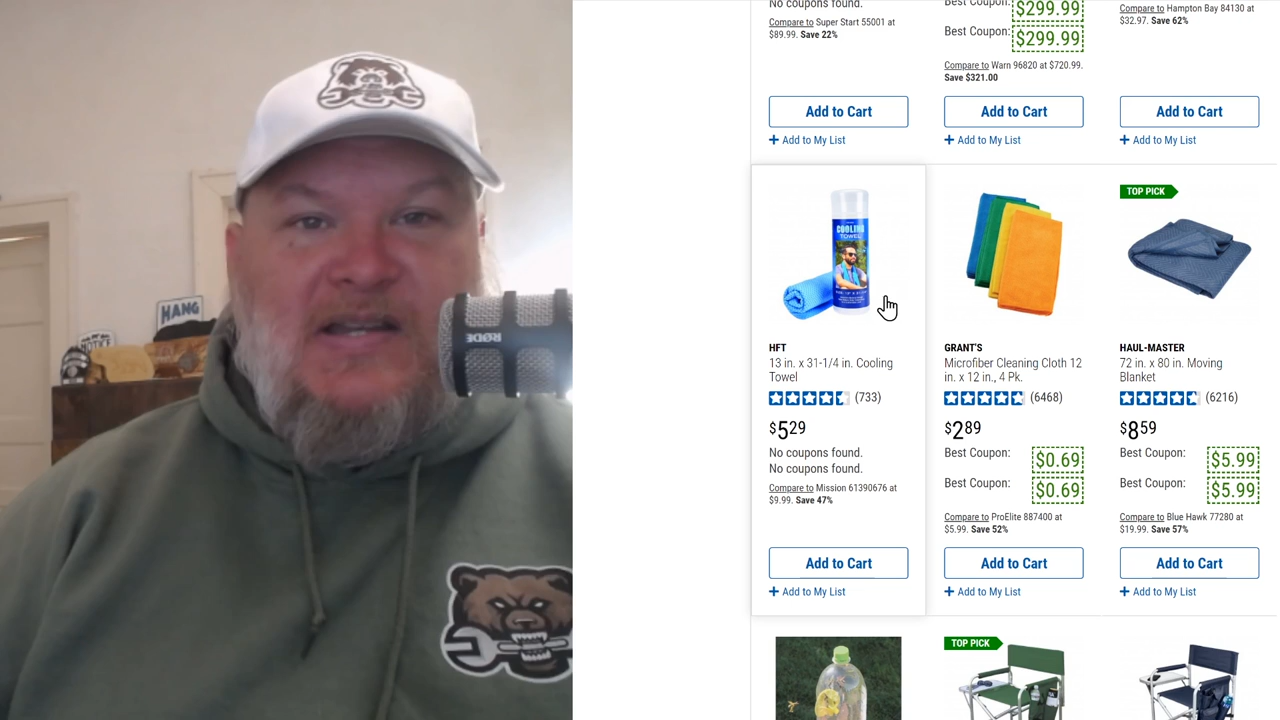 HANG
NOTICE
RØDE
No coupons found.
Compare to Super Start 55001 at
$89.99. Save 22%
Add to Cart
+ Add to My List
Best Coupon:
$299.99
Best Coupon:
$299.99
Compare to Warn 96820 at $720.99.
Save $321.00
Add to Cart
+ Add to My List
Compare to Hampton Bay 84130 at
$32.97. Save 62%
Add to Cart
+ Add to My List
COOLING
TOWEL
HFT
13 in. x 31-1/4 in. Cooling
Towel
(733)
$529
No coupons found.
No coupons found.
Compare to Mission 61390676 at
$9.99. Save 47%
Add to Cart
+ Add to My List
GRANT'S
Microfiber Cleaning Cloth 12
in. x 12 in., 4 Pk.
(6468)
$289
Best Coupon:
$0.69
Best Coupon:
$0.69
Compare to ProElite 887400 at
$5.99. Save 52%
Add to Cart
+ Add to My List
TOP PICK
HAUL-MASTER
72 in. x 80 in. Moving
Blanket
(6216)
$859
Best Coupon:
$5.99
Best Coupon:
$5.99
Compare to Blue Hawk 77280 at
$19.99. Save 57%
Add to Cart
+ Add to My List
TOP PICK